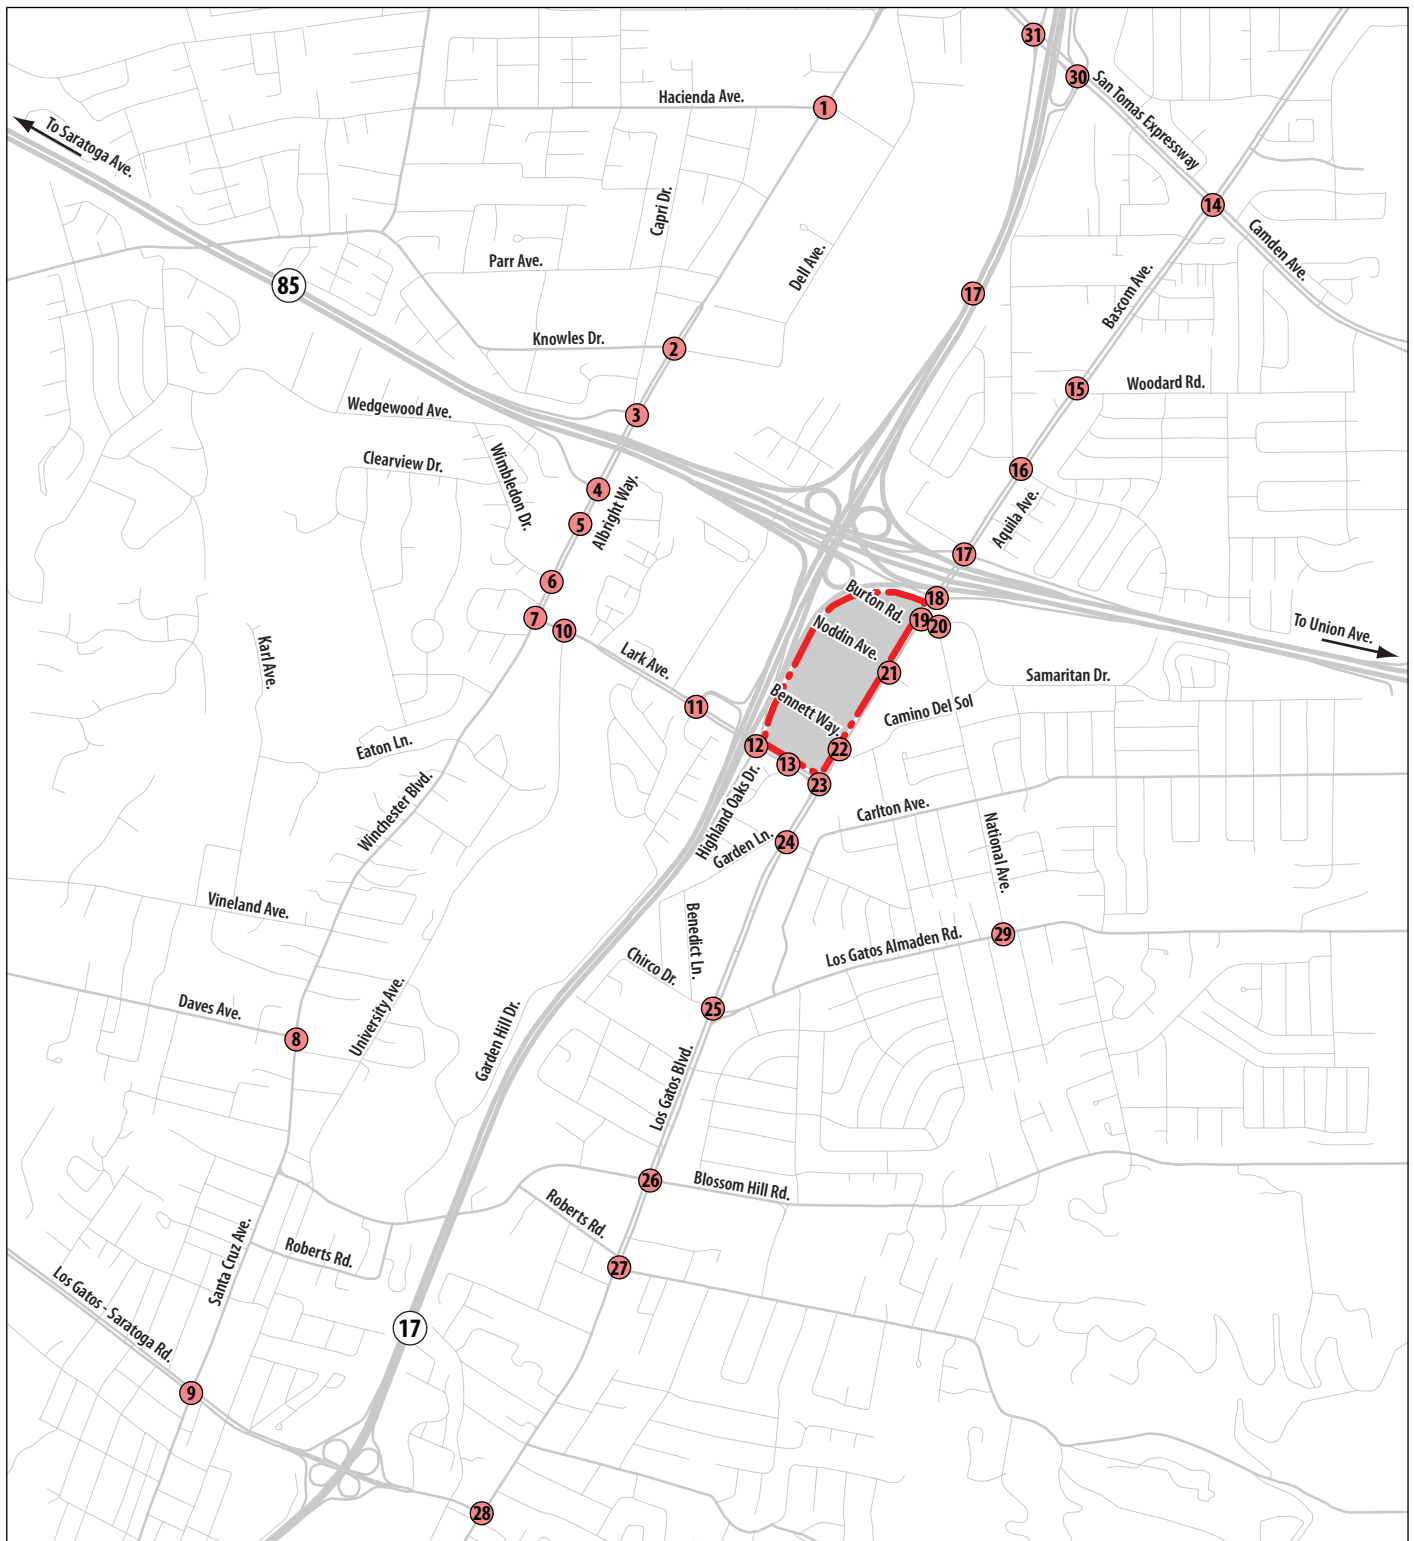 31
30
San Tomas Expressway
Hacienda Ave.
1
To Saratoga Ave.
14
Capri Dr.
Camden Ave.
Parr Ave.
Dell Ave.
85
17
Bascom Ave.
Knowles Dr.
2
15
Woodard Rd.
Wedgewood Ave.
3
Clearview Dr.
Wimbledon Dr.
16
4
Albright Way.
5
Aquila Ave.
17
6
Burton Rd.
18
7
10
19
20
To Union Ave.
Noddin Ave.
Karl Ave.
Lark Ave.
21
Samaritan Dr.
Bennett Way.
11
Camino Del Sol
Eaton Ln.
12
22
13
23
Winchester Blvd.
Highland Oaks Dr.
Carlton Ave.
Garden Ln.
24
National Ave.
Vineland Ave.
Benedict Ln.
29
Los Gatos Almaden Rd.
Chirco Dr.
Daves Ave.
University Ave.
25
8
Garden Hill Dr.
Los Gatos Blvd.
26
Blossom Hill Rd.
Roberts Rd.
Santa Cruz Ave.
Roberts Rd.
27
Los Gatos - Saratoga Rd.
17
9
28